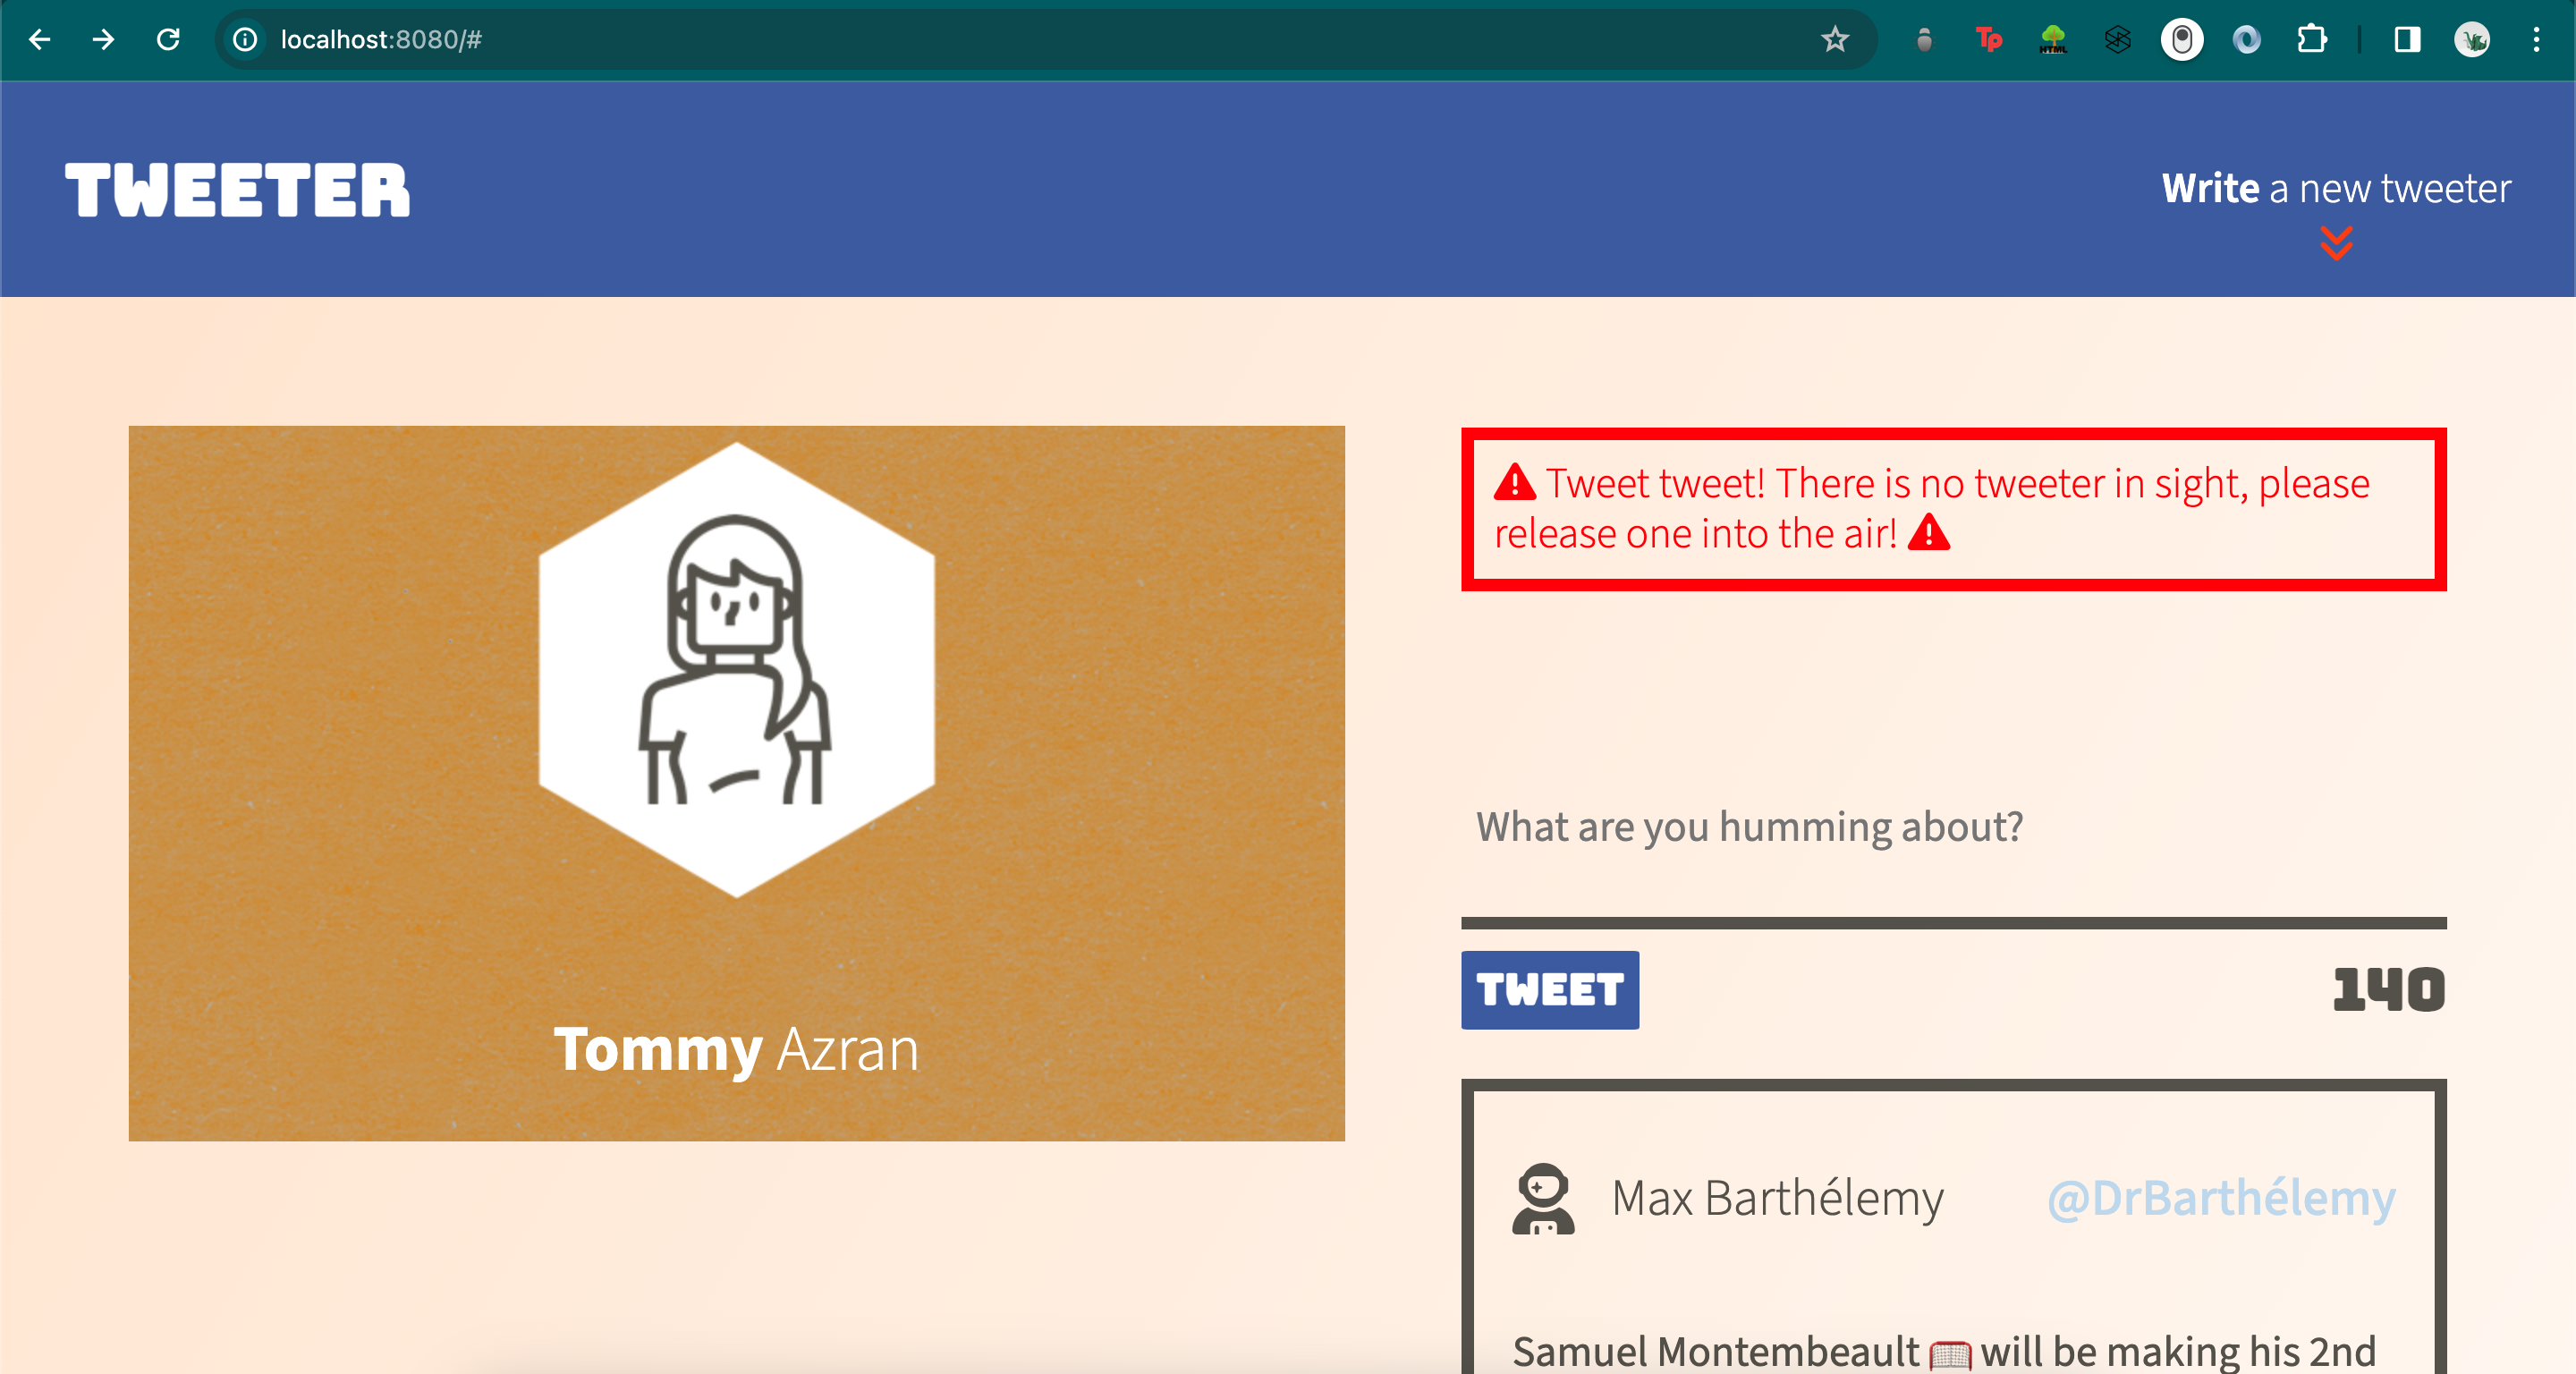 localhost:8080/#
Tp
HTML
TWEETER
Write a new tweeter
Tweet tweet! There is no tweeter in sight, please
release one into the air!
What are you humming about?
TWEET
140
Tommy Azran
Max Barthélemy
@DrBarthélemy
Samuel Montembeault 🥅 will be making his 2nd